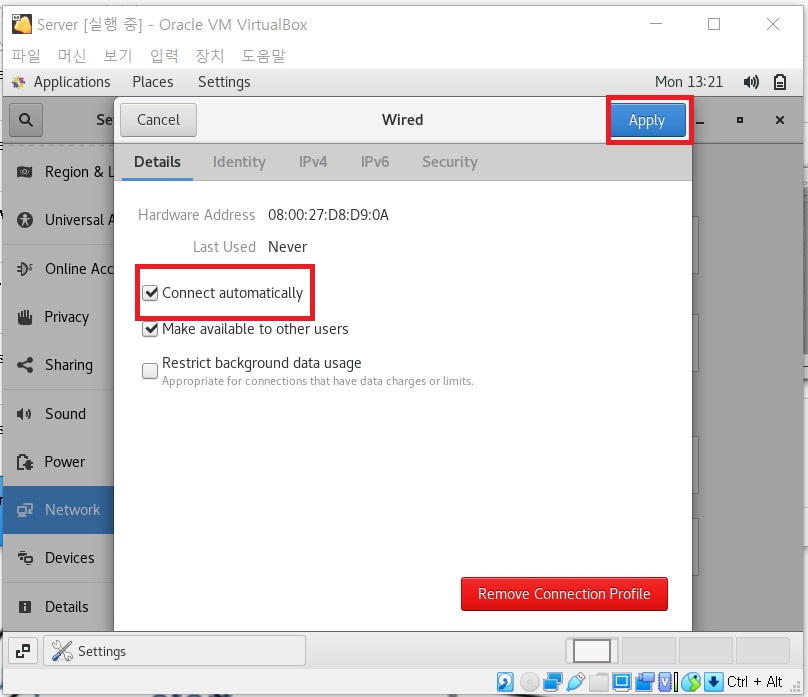 Server [실행 중] - Oracle VM VirtualBox
파일 머신 보기 입력 장치 도움말
Applications Places Settings Mon 13:21
Se Cancel Wired Apply
Details Identity IPv4 IPv6 Security
Region & L
Universal A
Online Acc
Privacy
Sharing
Sound
Power
Network
Devices
Details
Hardware Address 08:00:27:D8:D9:0A
Last Used Never
Connect automatically
Make available to other users
Restrict background data usage
Appropriate for connections that have data charges or limits.
Remove Connection Profile
Settings
Ctrl + Alt